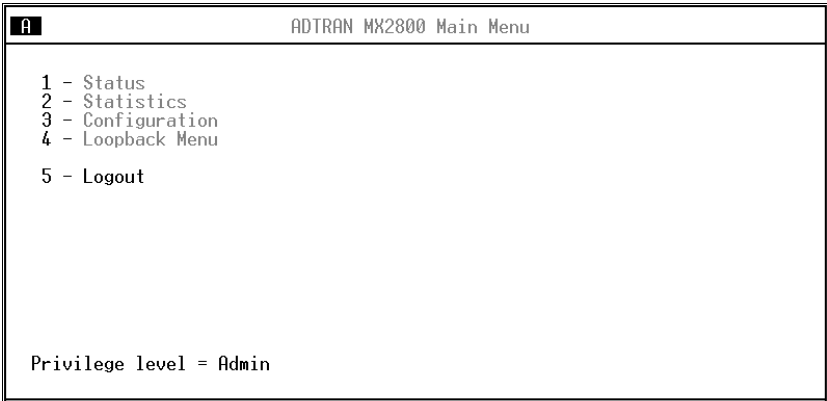 A ADTRAN MX2800 Main Menu
1 - Status
2 - Statistics
3 - Configuration
4 - Loopback Menu
5 - Logout
Privilege level = Admin